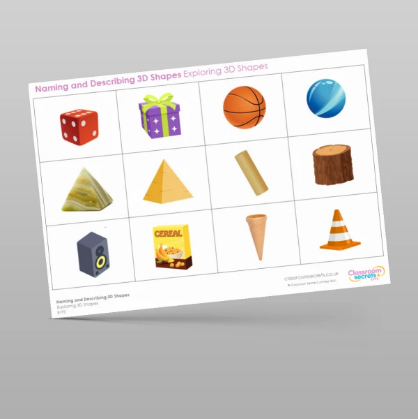 Naming and Describing 3D Shapes Exploring 3D Shapes
CEREAL
Naming and Describing 3D Shapes
Exploring 3D Shapes
classroomsecrets.co.uk
Classroom
secrets